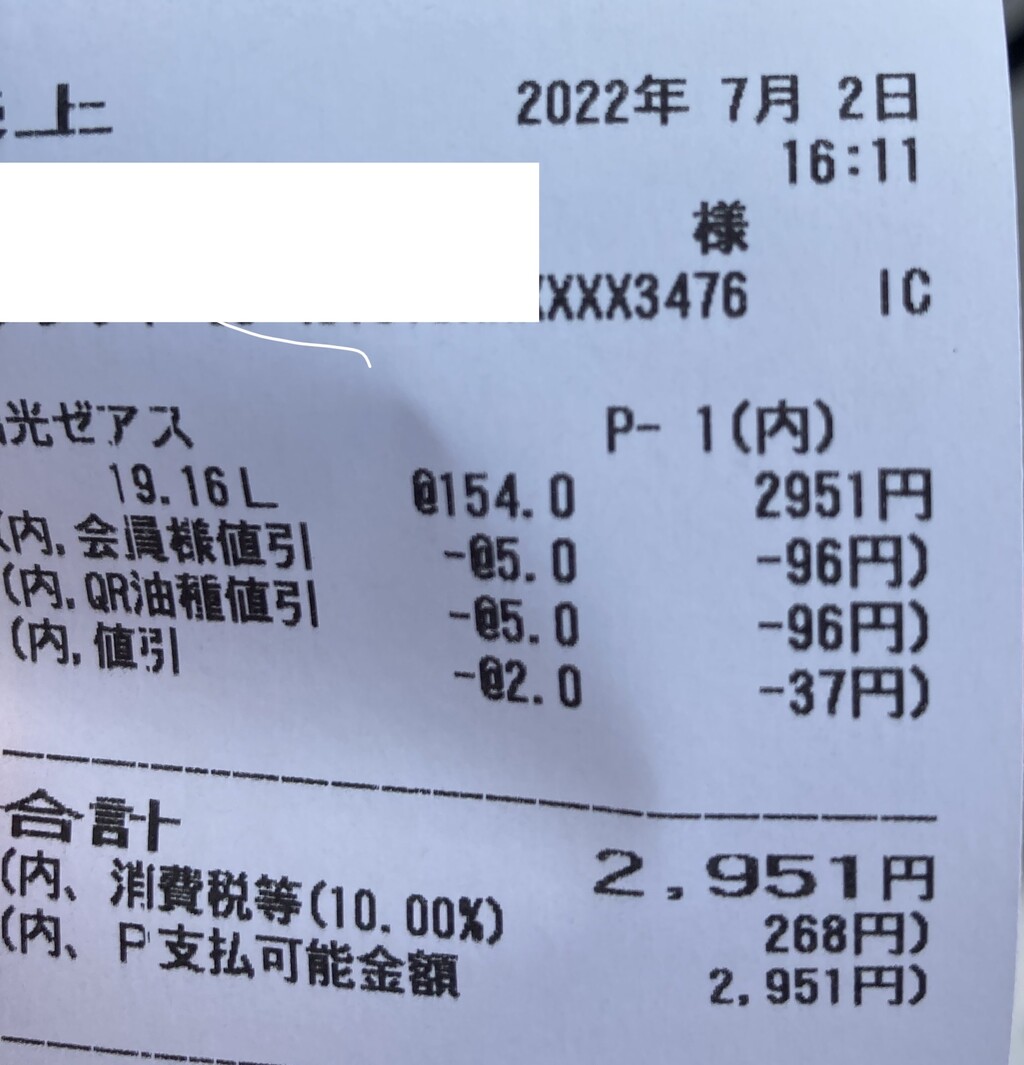 上 2022年 7月 2日
16:11
様
XXX3476 IC
光ゼアス P- 1(内)
19.16L @154.0 2951円
(内,会員様値引 -@5.0 -96円)
(内,QR油種値引 -@5.0 -96円)
(内,値引 -@2.0 -37円)
合計 2,951円
(内、消費税等(10.00%) 268円)
(内、P支払可能金額 2,951円)